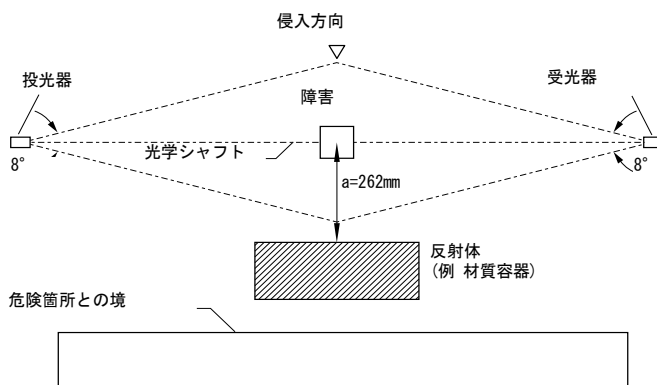 侵入方向
投光器
受光器
障害
光学シャフト
8°
8°
a=262mm
反射体
(例 材質容器)
危険箇所との境